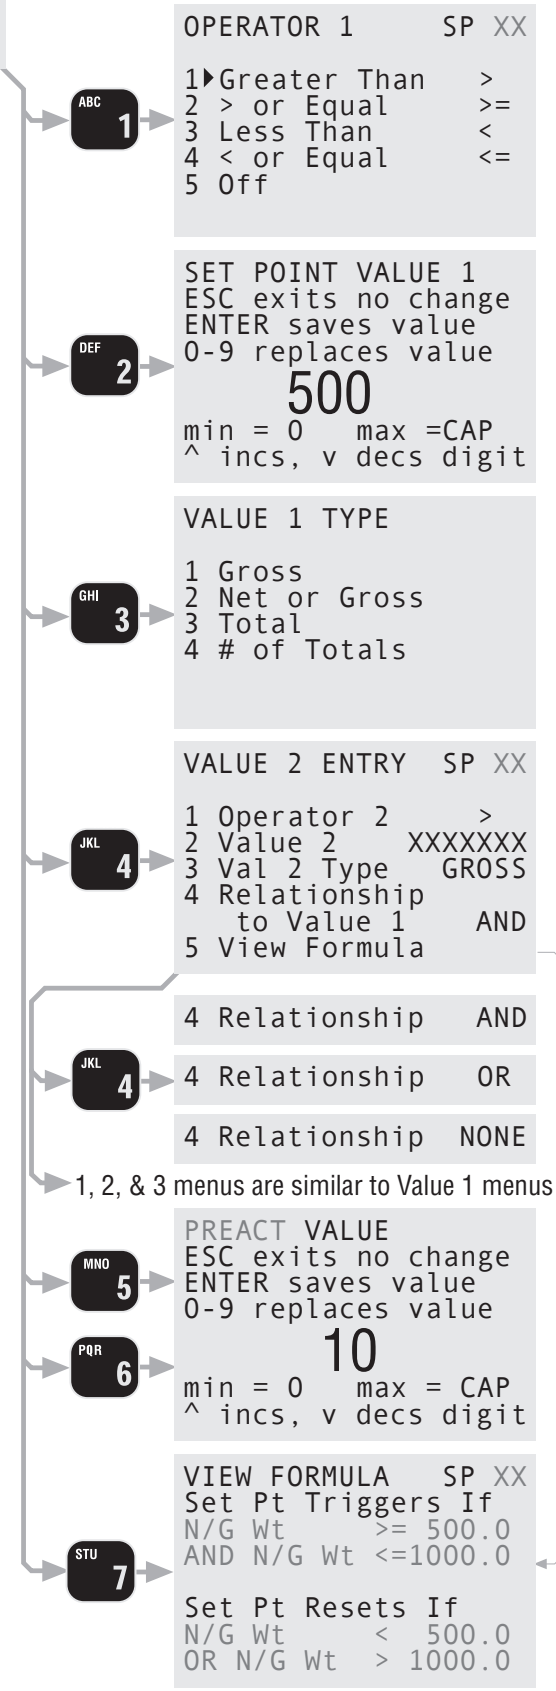 OPERATOR 1 SP XX
ABC
1
1 Greater Than >
2 > or Equal >=
3 Less Than <
4 < or Equal <=
5 Off
DEF
2
SET POINT VALUE 1
ESC exits no change
ENTER saves value
0-9 replaces value
500
min = 0 max =CAP
^ incs, v decs digit
GHI
3
VALUE 1 TYPE
1 Gross
2 Net or Gross
3 Total
4 # of Totals
JKL
4
VALUE 2 ENTRY SP XX
1 Operator 2 >
2 Value 2 XXXXXXX
3 Val 2 Type GROSS
4 Relationship
to Value 1 AND
5 View Formula
JKL
4
4 Relationship AND
4 Relationship OR
4 Relationship NONE
1, 2, & 3 menus are similar to Value 1 menus
MNO
5
PQR
6
PREACT VALUE
ESC exits no change
ENTER saves value
0-9 replaces value
10
min = 0 max = CAP
^ incs, v decs digit
STU
7
VIEW FORMULA SP XX
Set Pt Triggers If
N/G Wt >= 500.0
AND N/G Wt <=1000.0
Set Pt Resets If
N/G Wt < 500.0
OR N/G Wt > 1000.0